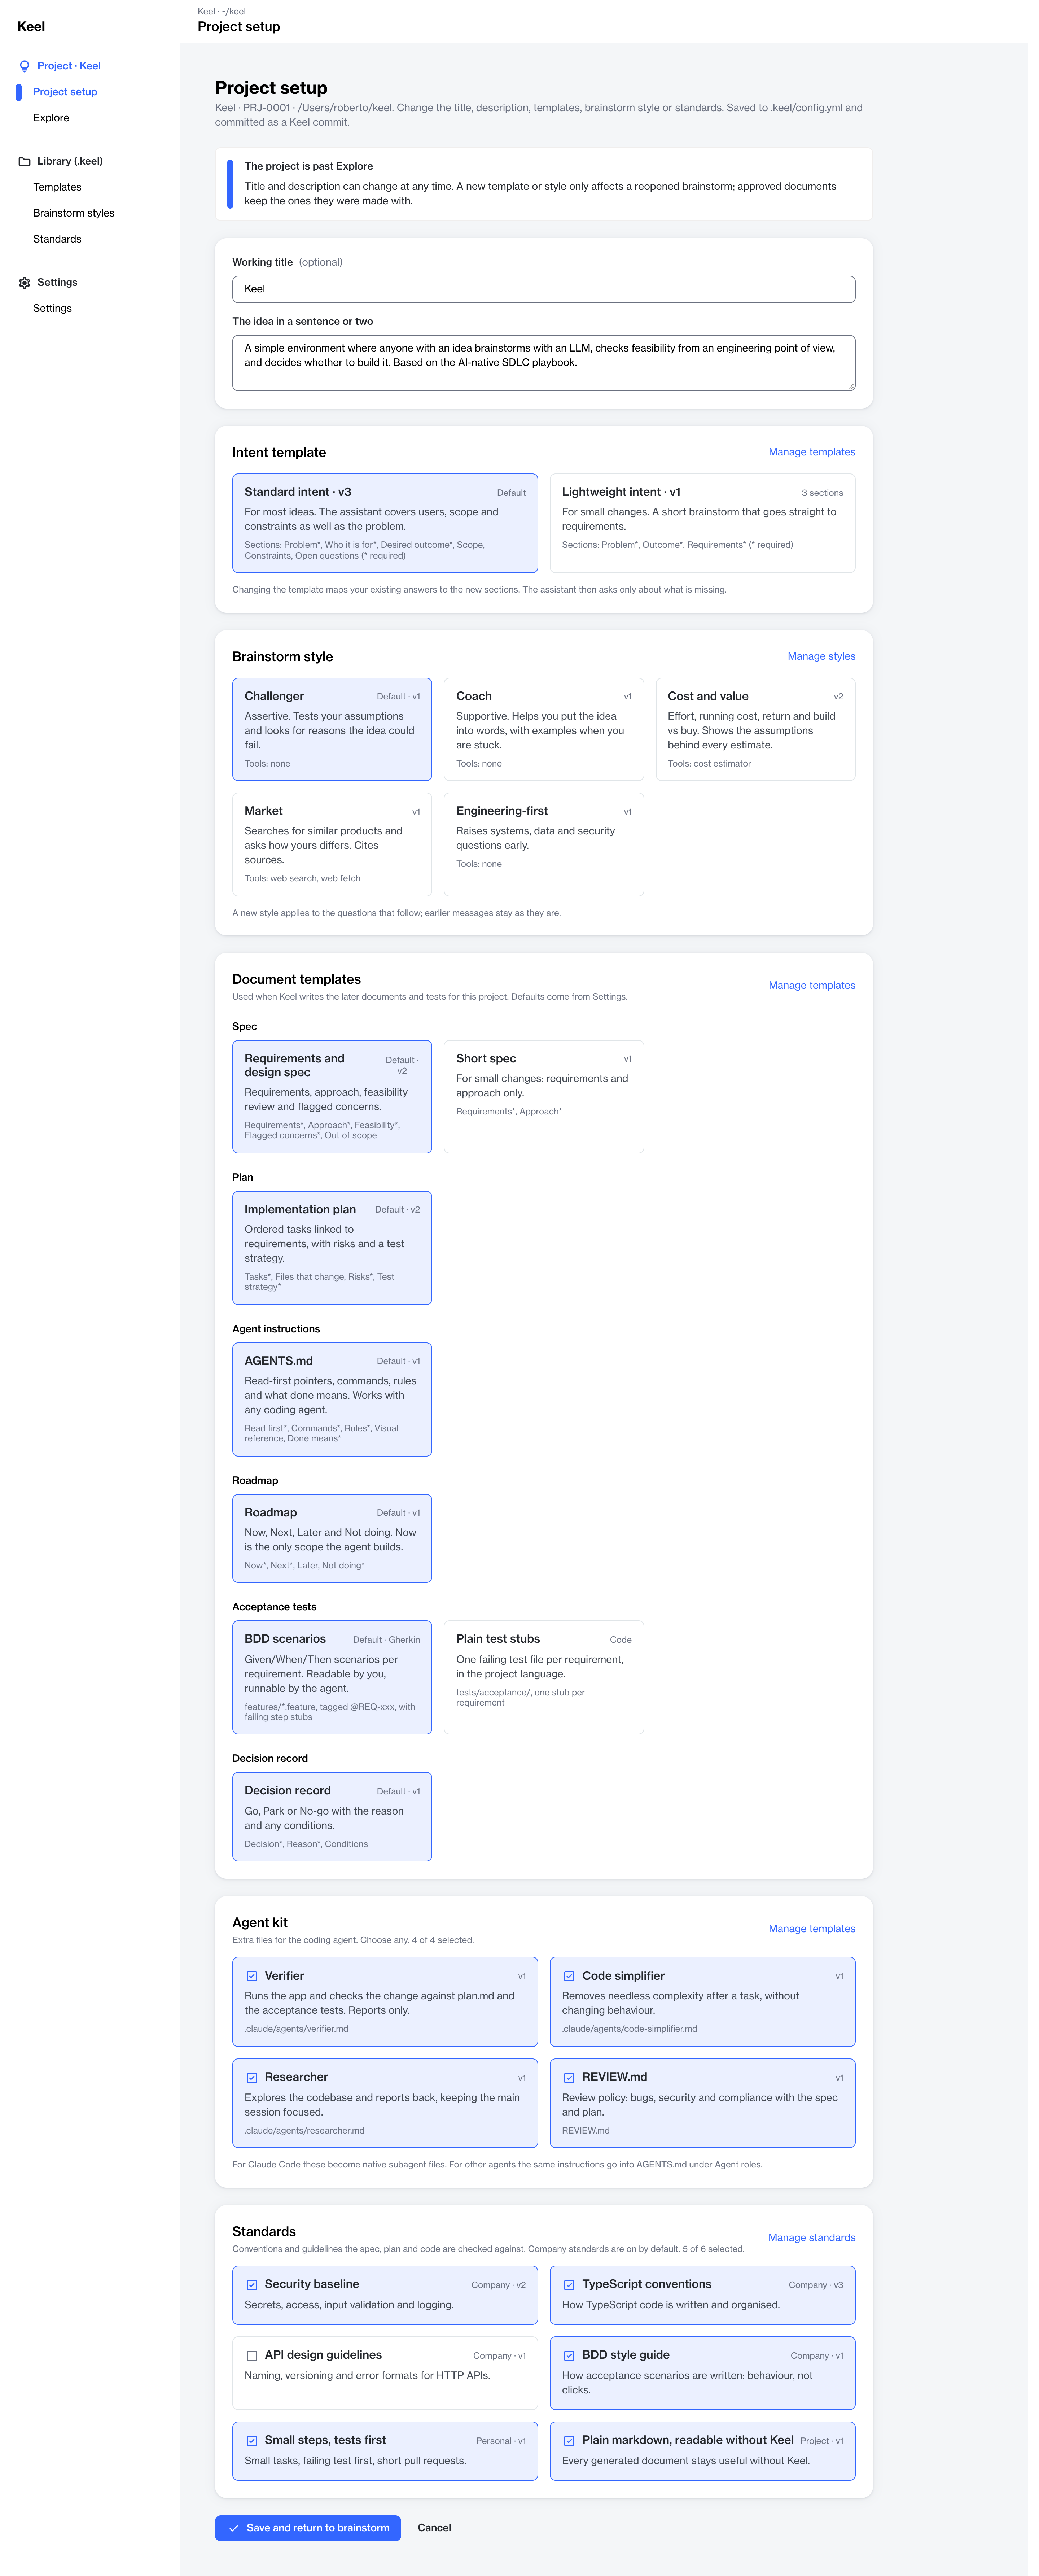 Keel
Project · Keel
Project setup
Explore
Library (.keel)
Templates
Brainstorm styles
Standards
Settings
Settings
Keel · ~/keel
Project setup
Project setup
Keel · PRJ-0001 · /Users/roberto/keel. Change the title, description, templates, brainstorm style or standards. Saved to .keel/config.yml and
committed as a Keel commit.
The project is past Explore
Title and description can change at any time. A new template or style only affects a reopened brainstorm; approved documents
keep the ones they were made with.
Working title (optional)
Keel
The idea in a sentence or two
A simple environment where anyone with an idea brainstorms with an LLM, checks feasibility from an engineering point of view,
and decides whether to build it. Based on the AI-native SDLC playbook.
Intent template
Manage templates
Standard intent · v3
Default
For most ideas. The assistant covers users, scope and
constraints as well as the problem.
Sections: Problem*, Who it is for*, Desired outcome*, Scope,
Constraints, Open questions (* required)
Lightweight intent · v1
3 sections
For small changes. A short brainstorm that goes straight to
requirements.
Sections: Problem*, Outcome*, Requirements* (* required)
Changing the template maps your existing answers to the new sections. The assistant then asks only about what is missing.
Brainstorm style
Manage styles
Challenger
Default · v1
Assertive. Tests your assumptions
and looks for reasons the idea could
fail.
Tools: none
Coach
v1
Supportive. Helps you put the idea
into words, with examples when you
are stuck.
Tools: none
Cost and value
v2
Effort, running cost, return and build
vs buy. Shows the assumptions
behind every estimate.
Tools: cost estimator
Market
v1
Searches for similar products and
asks how yours differs. Cites
sources.
Tools: web search, web fetch
Engineering-first
v1
Raises systems, data and security
questions early.
Tools: none
A new style applies to the questions that follow; earlier messages stay as they are.
Document templates
Used when Keel writes the later documents and tests for this project. Defaults come from Settings.
Manage templates
Spec
Requirements and
design spec
Default ·
v2
Requirements, approach, feasibility
review and flagged concerns.
Requirements*, Approach*, Feasibility*,
Flagged concerns*, Out of scope
Short spec
v1
For small changes: requirements and
approach only.
Requirements*, Approach*
Plan
Implementation plan
Default · v2
Ordered tasks linked to
requirements, with risks and a test
strategy.
Tasks*, Files that change, Risks*, Test
strategy*
Agent instructions
AGENTS.md
Default · v1
Read-first pointers, commands, rules
and what done means. Works with
any coding agent.
Read first*, Commands*, Rules*, Visual
reference, Done means*
Roadmap
Roadmap
Default · v1
Now, Next, Later and Not doing. Now
is the only scope the agent builds.
Now*, Next*, Later, Not doing*
Acceptance tests
BDD scenarios
Default · Gherkin
Given/When/Then scenarios per
requirement. Readable by you,
runnable by the agent.
features/*.feature, tagged @REQ-xxx, with
failing step stubs
Plain test stubs
Code
One failing test file per requirement,
in the project language.
tests/acceptance/, one stub per
requirement
Decision record
Decision record
Default · v1
Go, Park or No-go with the reason
and any conditions.
Decision*, Reason*, Conditions
Agent kit
Extra files for the coding agent. Choose any. 4 of 4 selected.
Manage templates
Verifier
v1
Runs the app and checks the change against plan.md and
the acceptance tests. Reports only.
.claude/agents/verifier.md
Code simplifier
v1
Removes needless complexity after a task, without
changing behaviour.
.claude/agents/code-simplifier.md
Researcher
v1
Explores the codebase and reports back, keeping the main
session focused.
.claude/agents/researcher.md
REVIEW.md
v1
Review policy: bugs, security and compliance with the spec
and plan.
REVIEW.md
For Claude Code these become native subagent files. For other agents the same instructions go into AGENTS.md under Agent roles.
Standards
Conventions and guidelines the spec, plan and code are checked against. Company standards are on by default. 5 of 6 selected.
Manage standards
Security baseline
Company · v2
Secrets, access, input validation and logging.
TypeScript conventions
Company · v3
How TypeScript code is written and organised.
API design guidelines
Company · v1
Naming, versioning and error formats for HTTP APIs.
BDD style guide
Company · v1
How acceptance scenarios are written: behaviour, not
clicks.
Small steps, tests first
Personal · v1
Small tasks, failing test first, short pull requests.
Plain markdown, readable without Keel
Project · v1
Every generated document stays useful without Keel.
Save and return to brainstorm
Cancel